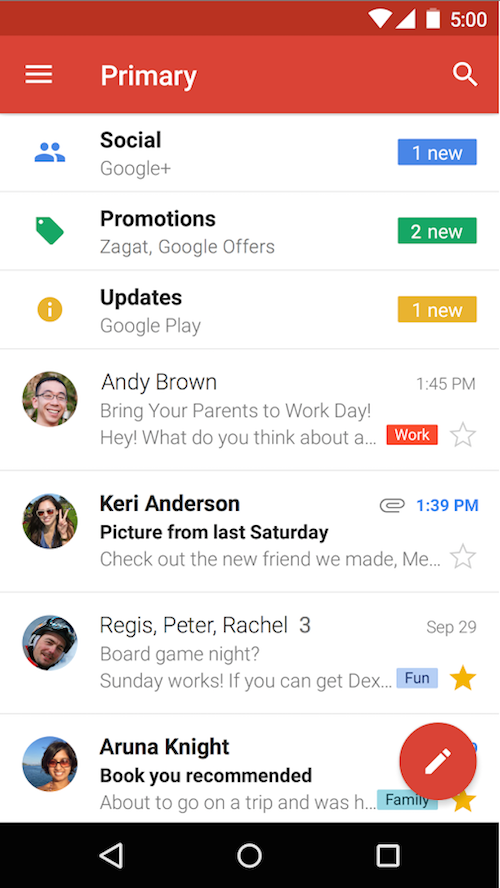 5:00
Primary
Social
1 new
Google+
Promotions
2 new
Zagat, Google Offers
Updates
1 new
Google Play
Andy Brown
1:45 PM
Bring Your Parents to Work Day!
Hey! What do you think about a...
Work
Keri Anderson
1:39 PM
Picture from last Saturday
Check out the new friend we made, Me...
Regis, Peter, Rachel 3
Sep 29
Board game night?
Sunday works! If you can get Dex...
Fun
Aruna Knight
Book you recommended
About to go on a trip and was h...
Family